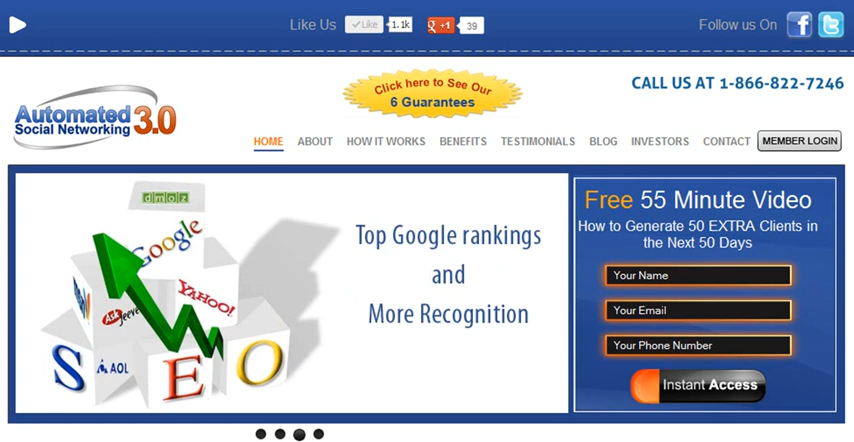 Like Us
Like
1.1k
g +1
39
Follow us On
Click here to See Our
6 Guarantees
CALL US AT 1-866-822-7246
Automated
Social Networking
3.0
HOME ABOUT HOW IT WORKS BENEFITS TESTIMONIALS BLOG INVESTORS CONTACT MEMBER LOGIN
dmoz
Google
YAHOO!
Ask Jeeves
AOL
SEO
Top Google rankings
and
More Recognition
Free 55 Minute Video
How to Generate 50 EXTRA Clients in
the Next 50 Days
Your Name
Your Email
Your Phone Number
Instant Access